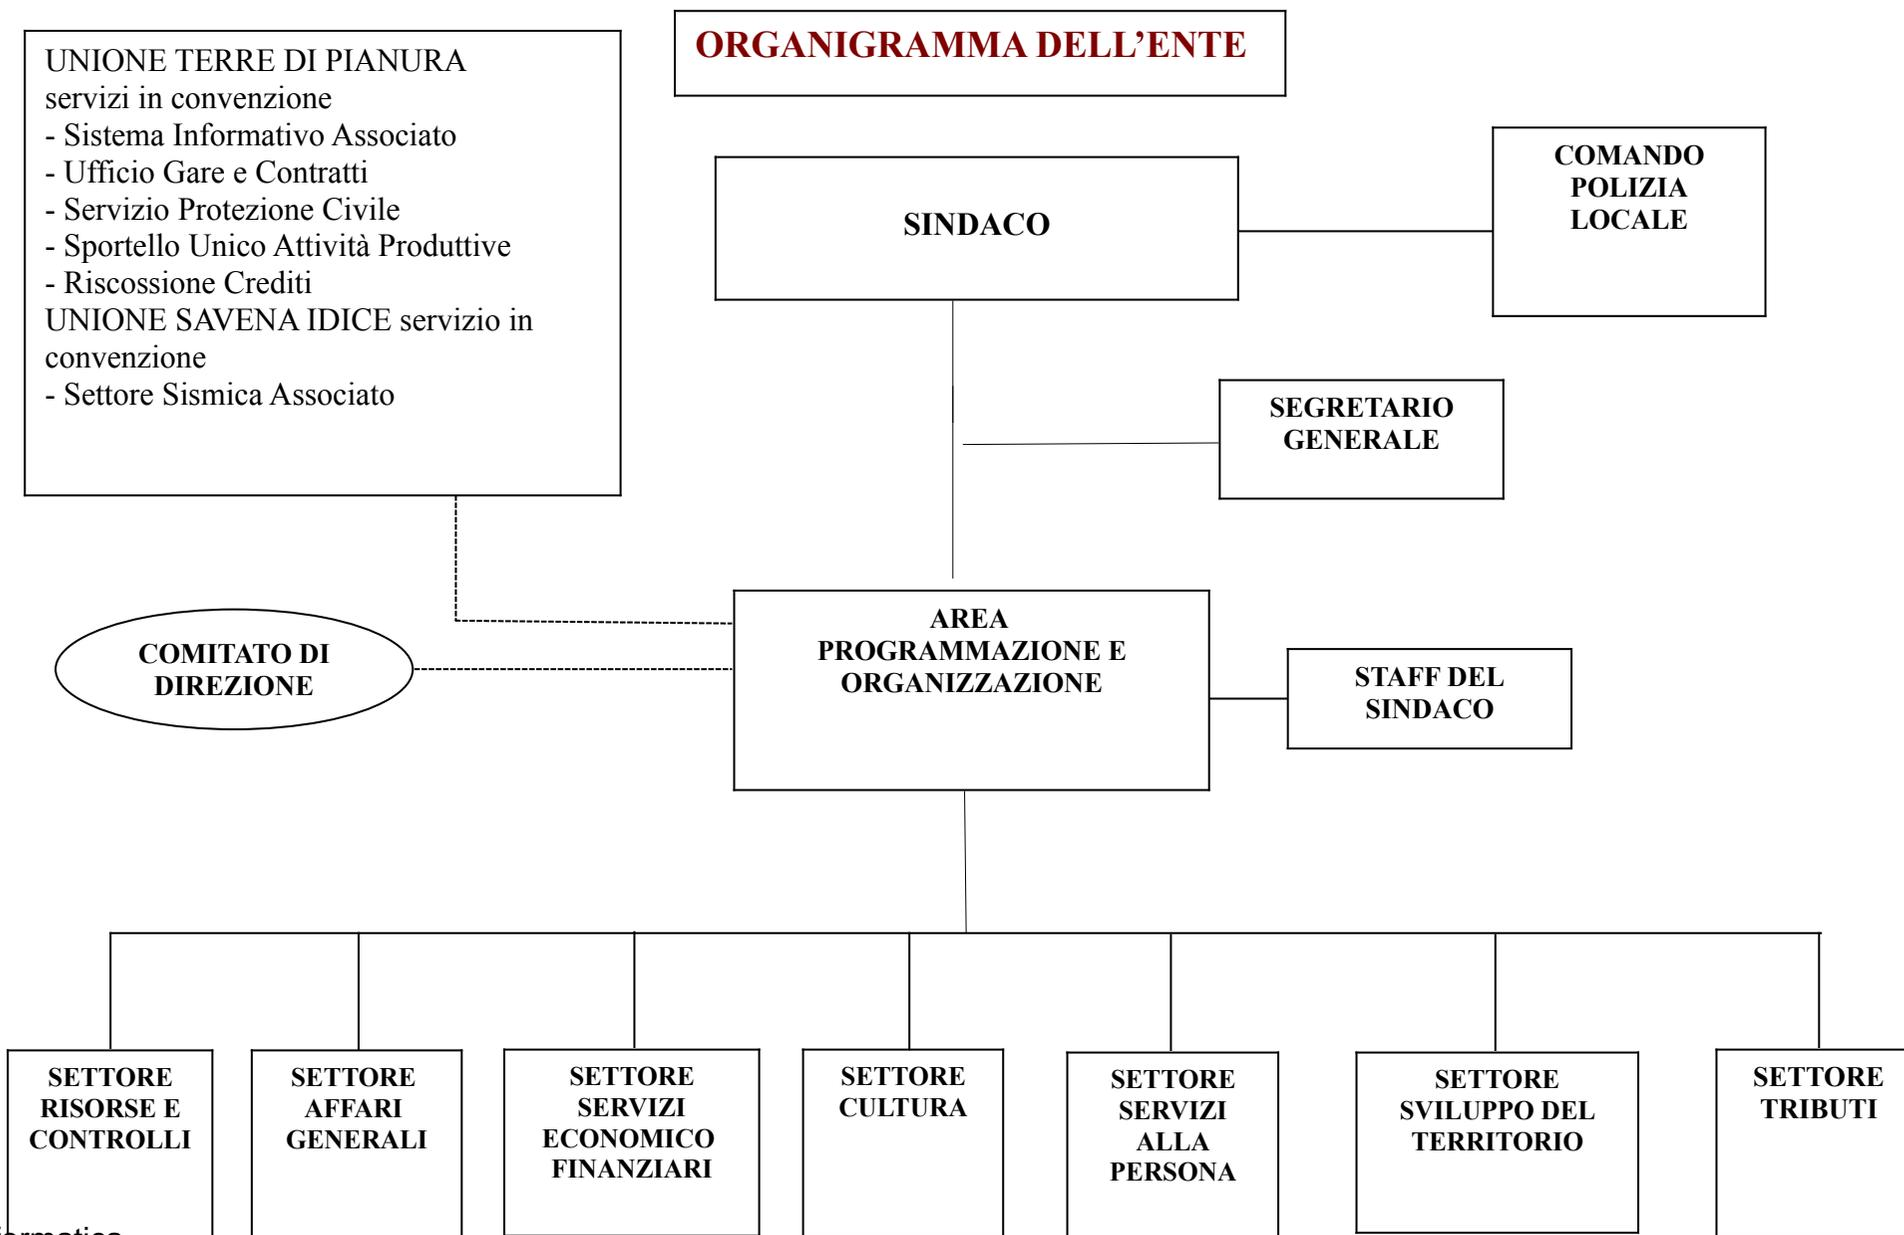 ORGANIGRAMMA DELL’ENTE
UNIONE TERRE DI PIANURA
servizi in convenzione
- Sistema Informativo Associato
- Ufficio Gare e Contratti
- Servizio Protezione Civile
- Sportello Unico Attività Produttive
- Riscossione Crediti
UNIONE SAVENA IDICE servizio in
convenzione
- Settore Sismica Associato
SINDACO
COMANDO
POLIZIA
LOCALE
SEGRETARIO
GENERALE
COMITATO DI
DIREZIONE
AREA
PROGRAMMAZIONE E
ORGANIZZAZIONE
STAFF DEL
SINDACO
SETTORE
RISORSE E
CONTROLLI
SETTORE
AFFARI
GENERALI
SETTORE
SERVIZI
ECONOMICO
FINANZIARI
SETTORE
CULTURA
SETTORE
SERVIZI
ALLA
PERSONA
SETTORE
SVILUPPO DEL
TERRITORIO
SETTORE
TRIBUTI